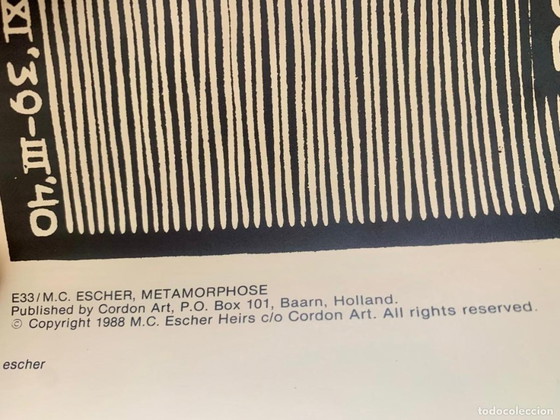 XI'39-III'40
E33/M.C. ESCHER, METAMORPHOSE
Published by Cordon Art, P.O. Box 101, Baarn, Holland.
© Copyright 1988 M.C. Escher Heirs c/o Cordon Art. All rights reserved.
escher
todocoleccion